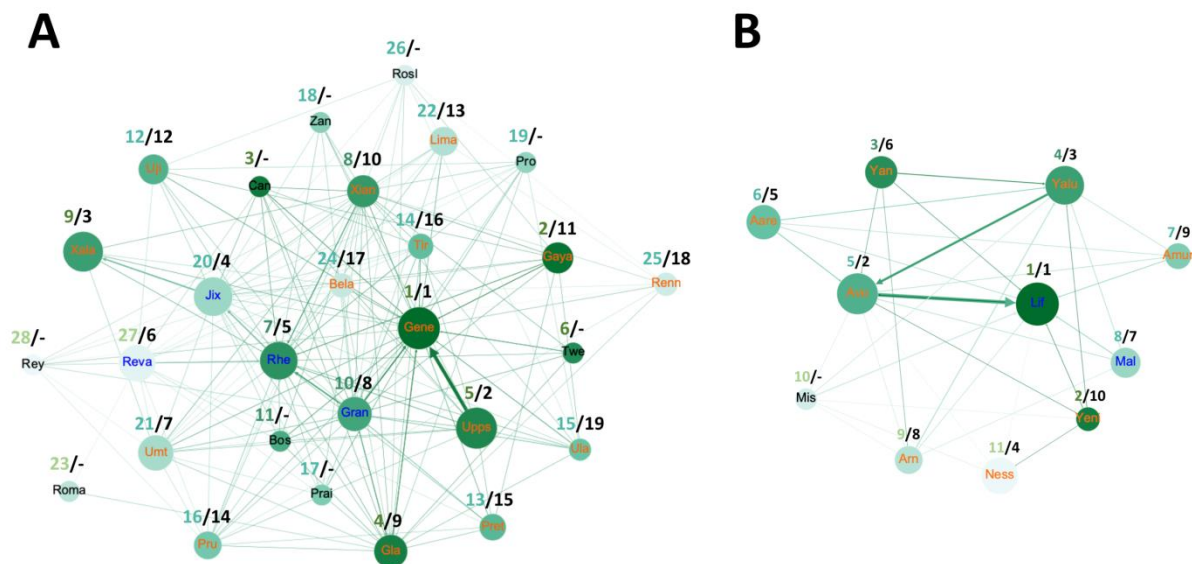 A
B
26/-
Rosl
18/-
Zan
22/13
Lima
12/12
3/-
Can
8/10
Xian
19/-
Pro
9/3
Xala
14/16
Tir
2/11
Gaya
20/4
Jix
24/17
Bela
25/18
Renn
1/1
Gene
28/-
Rey
27/6
Reva
7/5
Rhe
6/-
Twe
10/8
Gran
5/2
Upps
21/7
Umt
11/-
Bos
15/19
Ula
23/-
Roma
17/-
Prai
13/15
Pret
16/14
Pru
4/9
Gla
3/6
Yan
4/3
Yalu
6/5
Aare
7/9
Amur
5/2
1/1
Lif
8/7
Mal
10/-
Mis
2/10
Yeni
9/8
Arn
11/4
Ness